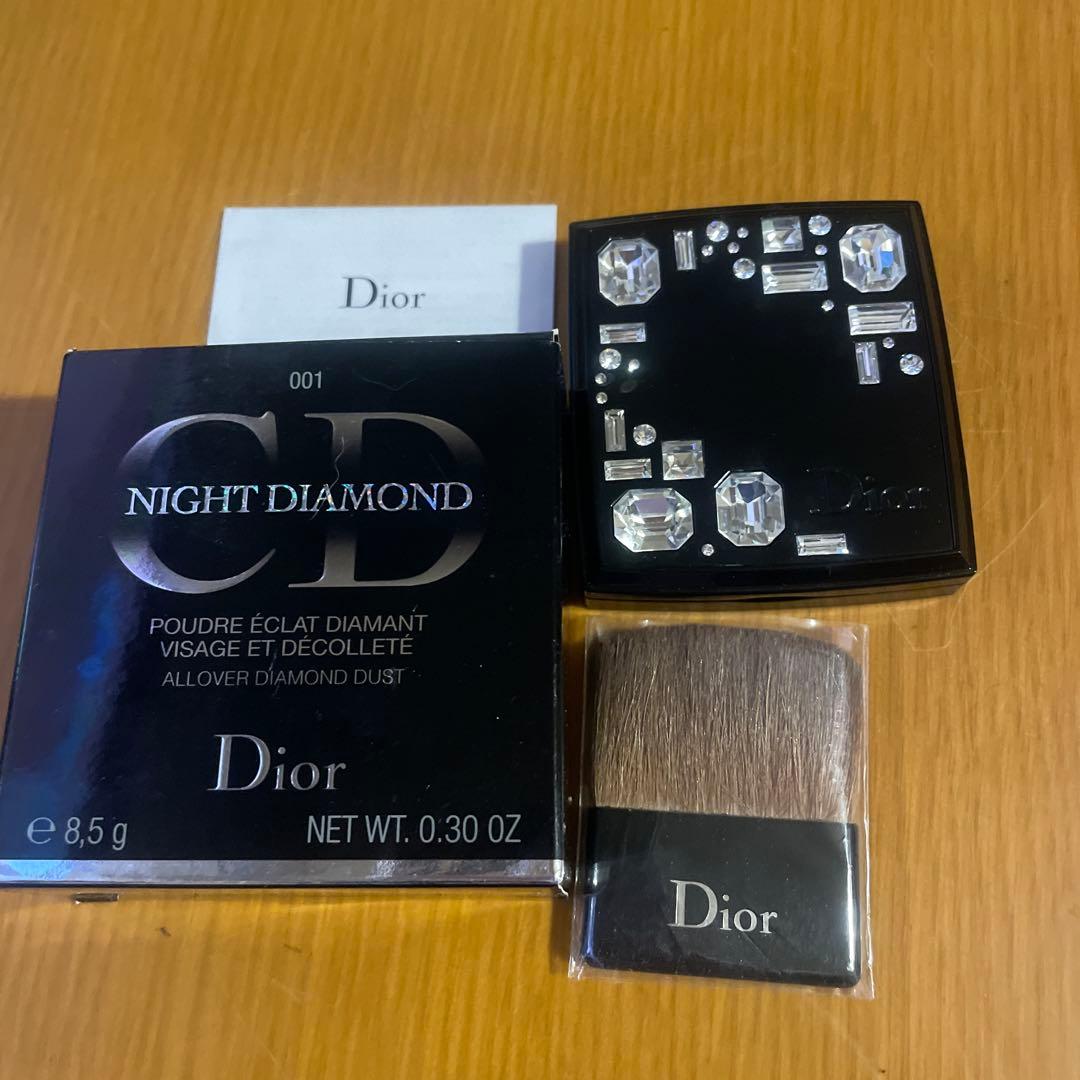 Dior
001
CD
NIGHT DIAMOND
POUDRE ÉCLAT DIAMANT
VISAGE ET DÉCOLLETÉ
ALLOVER DIAMOND DUST
Dior
℮ 8,5 g NET WT. 0.30 OZ
Dior
Dior